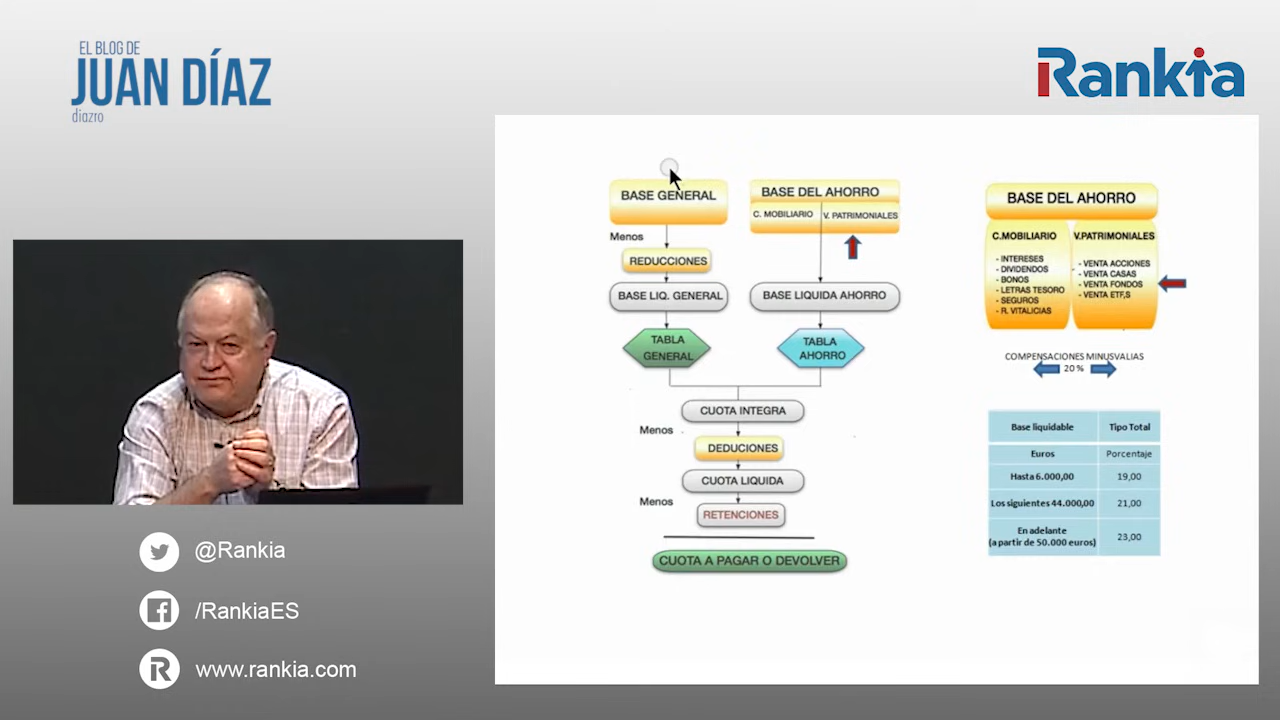 EL BLOG DE
JUAN DÍAZ
diazro
Rankia
BASE GENERAL
Menos
REDUCCIONES
BASE LIQ. GENERAL
TABLA
GENERAL
BASE DEL AHORRO
C. MOBILIARIO
V. PATRIMONIALES
BASE LIQUIDA AHORRO
TABLA
AHORRO
CUOTA INTEGRA
Menos
DEDUCIONES
CUOTA LIQUIDA
Menos
RETENCIONES
CUOTA A PAGAR O DEVOLVER
BASE DEL AHORRO
C.MOBILIARIO
- INTERESES
- DIVIDENDOS
- BONOS
- LETRAS TESORO
- SEGUROS
- R. VITALICIAS
V.PATRIMONIALES
- VENTA ACCIONES
- VENTA CASAS
- VENTA FONDOS
- VENTA ETF,S
COMPENSACIONES MINUSVALIAS
20 %
Base liquidable Tipo Total
Euros Porcentaje
Hasta 6.000,00 19,00
Los siguientes 44.000,00 21,00
En adelante
(a partir de 50.000 euros) 23,00
@Rankia
/RankiaES
www.rankia.com